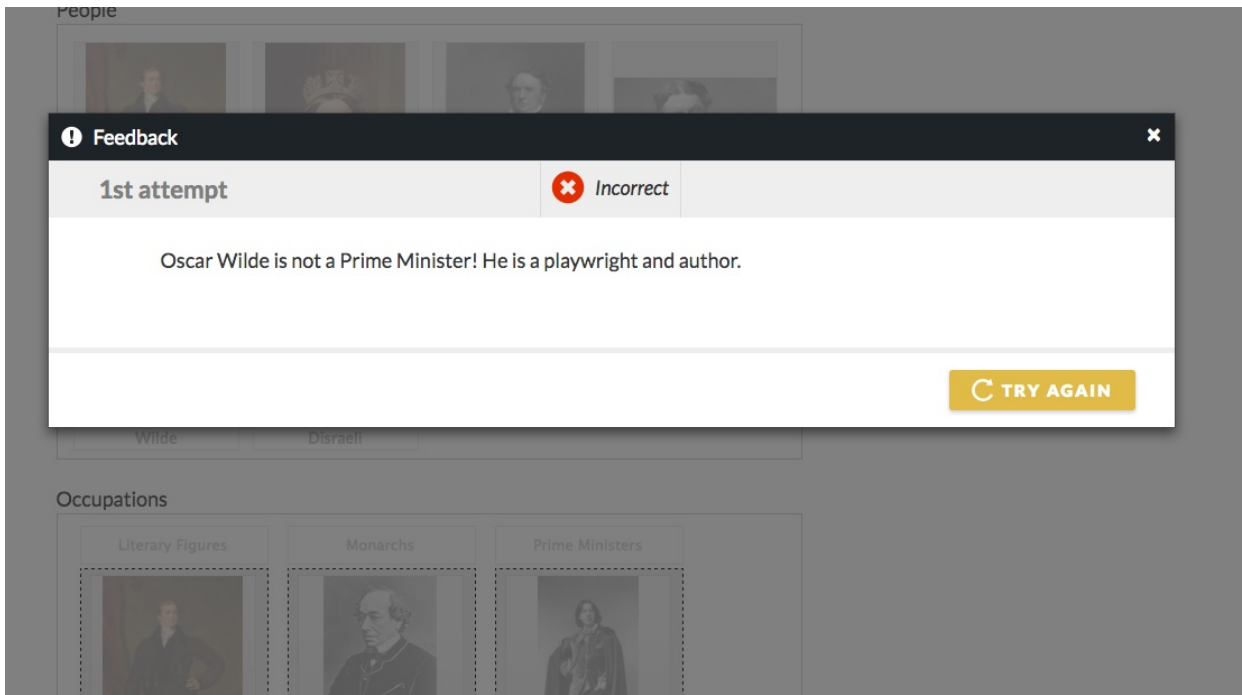 People
Feedback
1st attempt
Incorrect
Oscar Wilde is not a Prime Minister! He is a playwright and author.
TRY AGAIN
Wilde
Disraeli
Occupations
Literary Figures
Monarchs
Prime Ministers